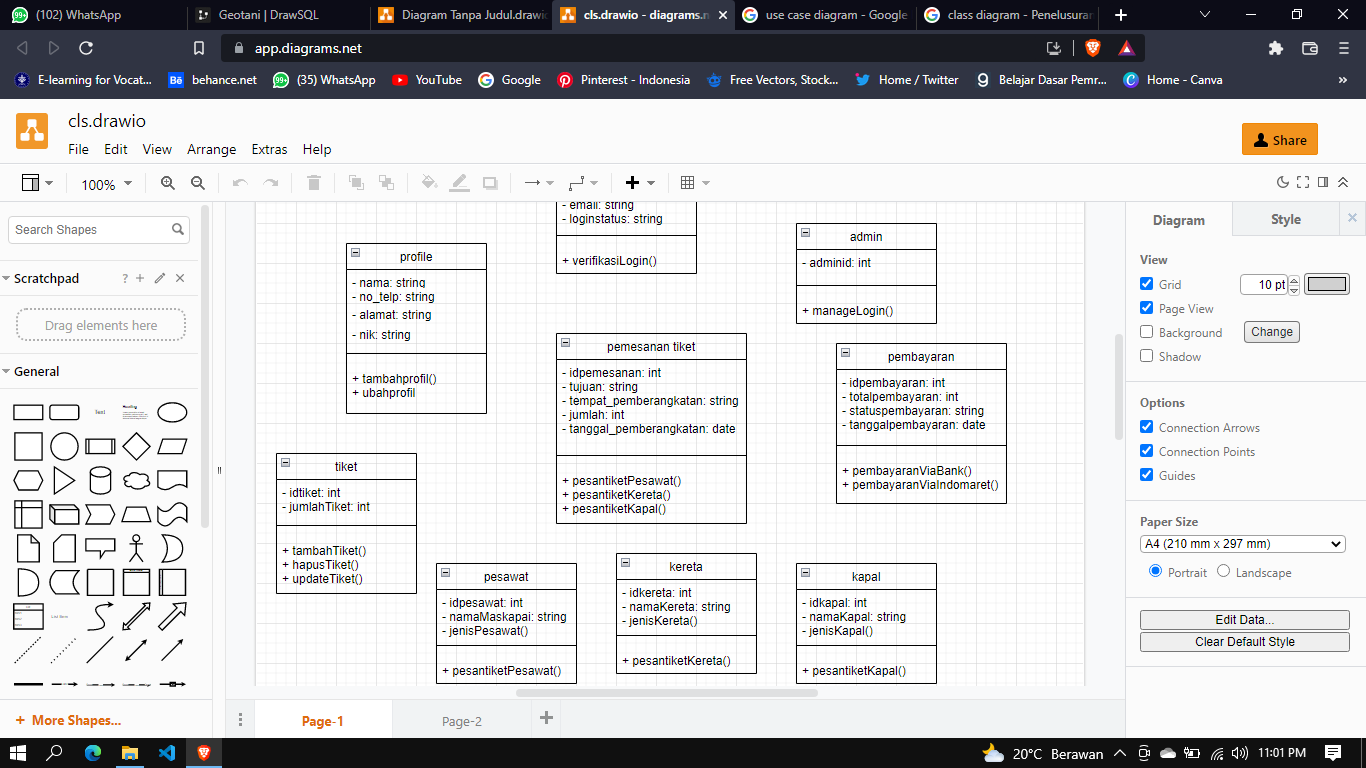 (102) WhatsApp
Geotani | DrawSQL
Diagram Tanpa Judul.drawio
cls.drawio - diagrams.n
use case diagram - Google
class diagram - Penelusuran
app.diagrams.net
E-learning for Vocat...
behance.net
(35) WhatsApp
YouTube
Google
Pinterest - Indonesia
Free Vectors, Stock...
Home / Twitter
Belajar Dasar Pemr...
Home - Canva
cls.drawio
File
Edit
View
Arrange
Extras
Help
Share
100%
Search Shapes
Scratchpad
Drag elements here
General
More Shapes...
- email: string
- loginstatus: string
+ verifikasiLogin()
admin
- adminid: int
+ manageLogin()
profile
- nama: string
- no_telp: string
- alamat: string
- nik: string
+ tambahprofil()
+ ubahprofil
pemesanan tiket
- idpemesanan: int
- tujuan: string
- tempat_pemberangkatan: string
- jumlah: int
- tanggal_pemberangkatan: date
+ pesantiketPesawat()
+ pesantiketKereta()
+ pesantiketKapal()
pembayaran
- idpembayaran: int
- totalpembayaran: int
- statuspembayaran: string
- tanggalpembayaran: date
+ pembayaranViaBank()
+ pembayaranViaIndomaret()
tiket
- idtiket: int
- jumlahTiket: int
+ tambahTiket()
+ hapusTiket()
+ updateTiket()
pesawat
- idpesawat: int
- namaMaskapai: string
- jenisPesawat()
+ pesantiketPesawat()
kereta
- idkereta: int
- namaKereta: string
- jenisKereta()
+ pesantiketKereta()
kapal
- idkapal: int
- namaKapal: string
- jenisKapal()
+ pesantiketKapal()
Page-1
Page-2
Diagram
Style
View
Grid
10 pt
Page View
Background
Change
Shadow
Options
Connection Arrows
Connection Points
Guides
Paper Size
A4 (210 mm x 297 mm)
Portrait
Landscape
Edit Data...
Clear Default Style
20°C
Berawan
11:01 PM